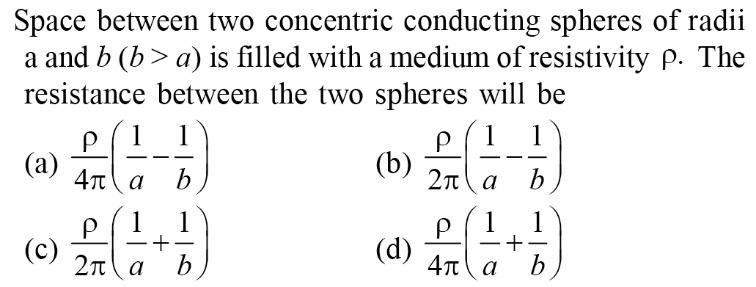 Space between two concentric conducting spheres of radii
a and b (b > a) is filled with a medium of resistivity ρ. The
resistance between the two spheres will be
(a) ρ/4π (1/a − 1/b) (b) ρ/2π (1/a − 1/b)
(c) ρ/2π (1/a + 1/b) (d) ρ/4π (1/a + 1/b)